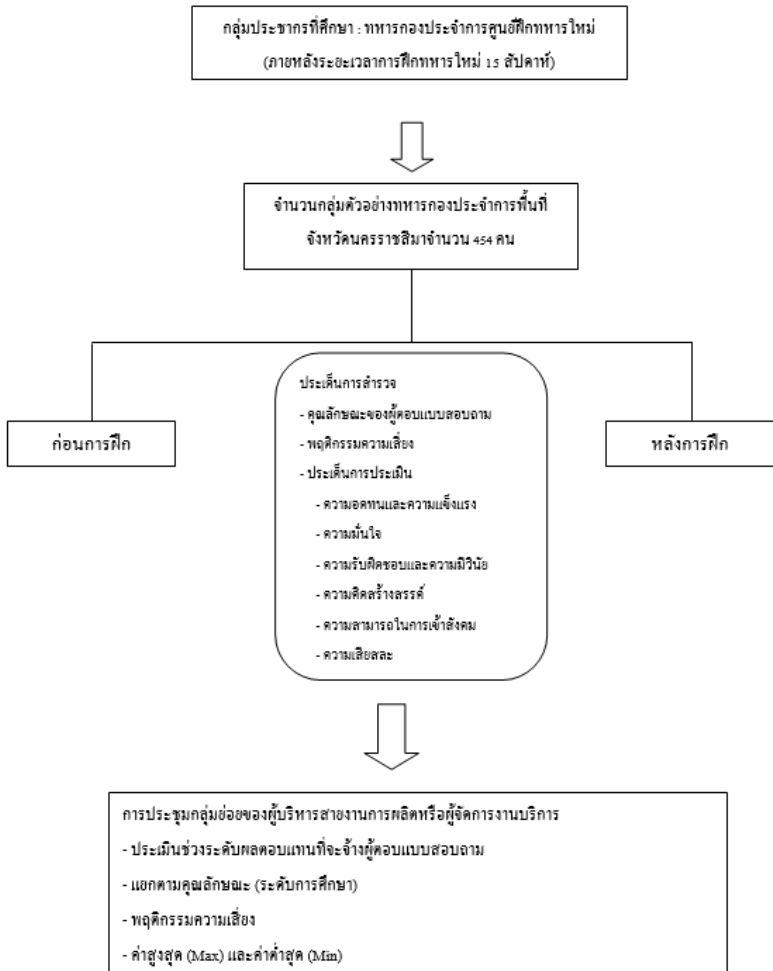 กลุ่มประชากรที่ศึกษา : ทหารกองประจำการศูนย์ฝึกทหารใหม่
(ภายหลังระยะเวลาการฝึกทหารใหม่ 15 สัปดาห์)
จำนวนกลุ่มตัวอย่างทหารกองประจำการพื้นที่
จังหวัดนครราชสีมาจำนวน 454 คน
ก่อนการฝึก
ประเด็นการสำรวจ
- คุณลักษณะของผู้ตอบแบบสอบถาม
- พฤติกรรมความเสี่ยง
- ประเด็นการประเมิน
- ความอดทนและความแข็งแรง
- ความมั่นใจ
- ความรับผิดชอบและความมีวินัย
- ความคิดสร้างสรรค์
- ความสามารถในการเข้าสังคม
- ความเสียสละ
หลังการฝึก
การประชุมกลุ่มย่อยของผู้บริหารสายงานการผลิตหรือผู้จัดการงานบริการ
- ประเมินช่วงระดับผลตอบแทนที่จะจ้างผู้ตอบแบบสอบถาม
- แยกตามคุณลักษณะ (ระดับการศึกษา)
- พฤติกรรมความเสี่ยง
- ค่าสูงสุด (Max) และค่าต่ำสุด (Min)